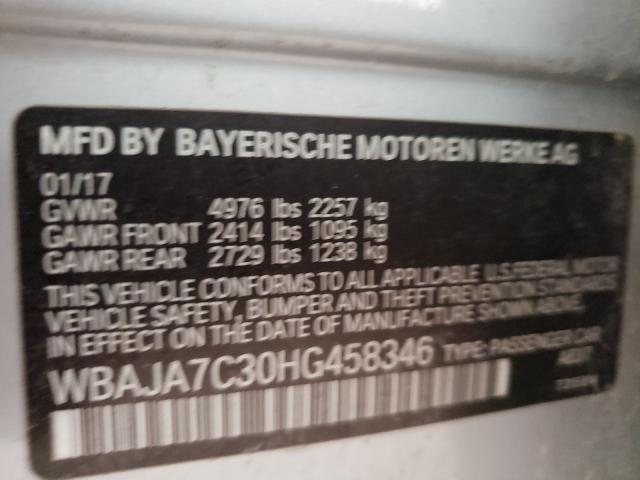 MFD BY BAYERISCHE MOTOREN WERKE AG
01/17
GVWR 4976 lbs 2257 kg
GAWR FRONT 2414 lbs 1095 kg
GAWR REAR 2729 lbs 1238 kg
THIS VEHICLE CONFORMS TO ALL APPLICABLE U.S. FEDERAL MOTOR
VEHICLE SAFETY, BUMPER AND THEFT PREVENTION STANDARDS
IN EFFECT ON THE DATE OF MANUFACTURE SHOWN ABOVE.
WBAJA7C30HG458346 TYPE: PASSENGER CAR